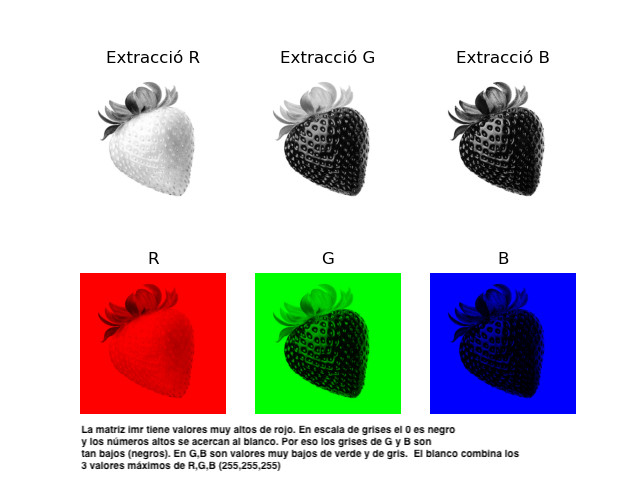 Extracció R
Extracció G
Extracció B
R
G
B
La matriz imr tiene valores muy altos de rojo. En escala de grises el 0 es negro
y los números altos se acercan al blanco. Por eso los grises de G y B son
tan bajos (negros). En G,B son valores muy bajos de verde y de gris.  El blanco combina los
3 valores máximos de R,G,B (255,255,255)